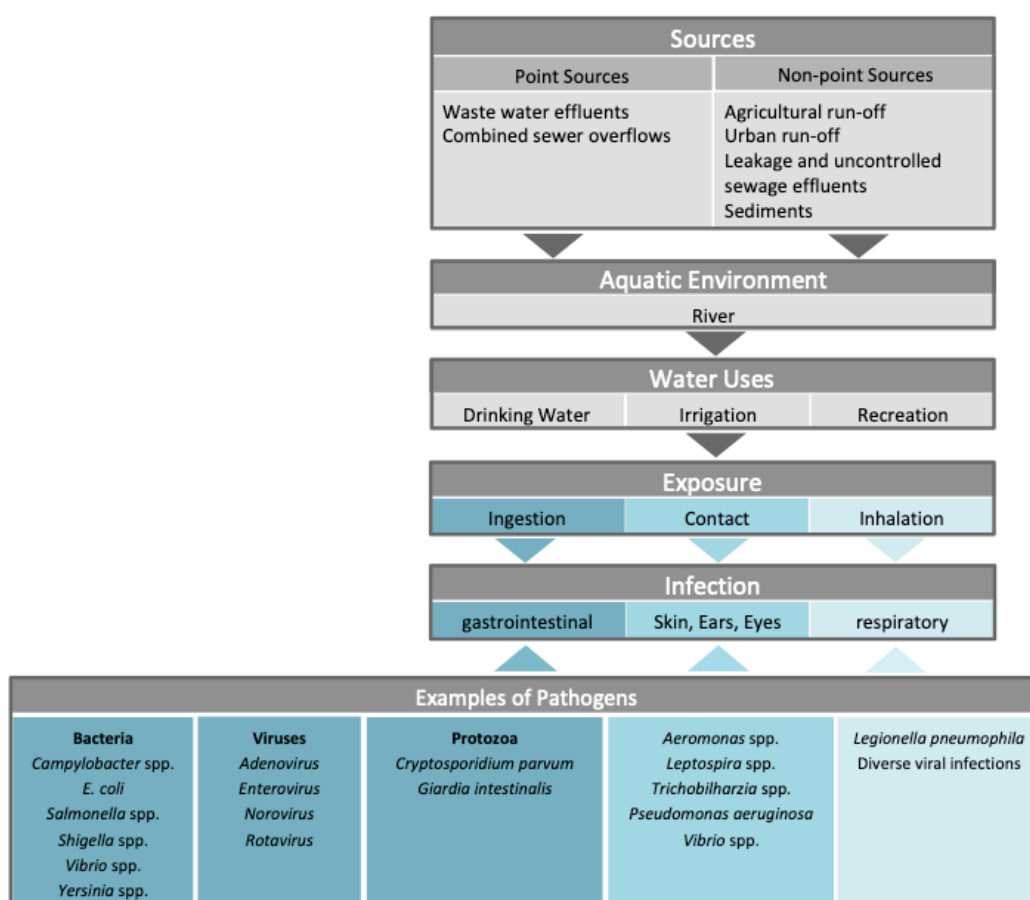 Sources
Point Sources
Non-point Sources
Waste water effluents
Combined sewer overflows
Agricultural run-off
Urban run-off
Leakage and uncontrolled
sewage effluents
Sediments
Aquatic Environment
River
Water Uses
Drinking Water
Irrigation
Recreation
Exposure
Ingestion
Contact
Inhalation
Infection
gastrointestinal
Skin, Ears, Eyes
respiratory
Examples of Pathogens
Bacteria
Campylobacter spp.
E. coli
Salmonella spp.
Shigella spp.
Vibrio spp.
Yersinia spp.
Viruses
Adenovirus
Enterovirus
Norovirus
Rotavirus
Protozoa
Cryptosporidium parvum
Giardia intestinalis
Aeromonas spp.
Leptospira spp.
Trichobilharzia spp.
Pseudomonas aeruginosa
Vibrio spp.
Legionella pneumophila
Diverse viral infections